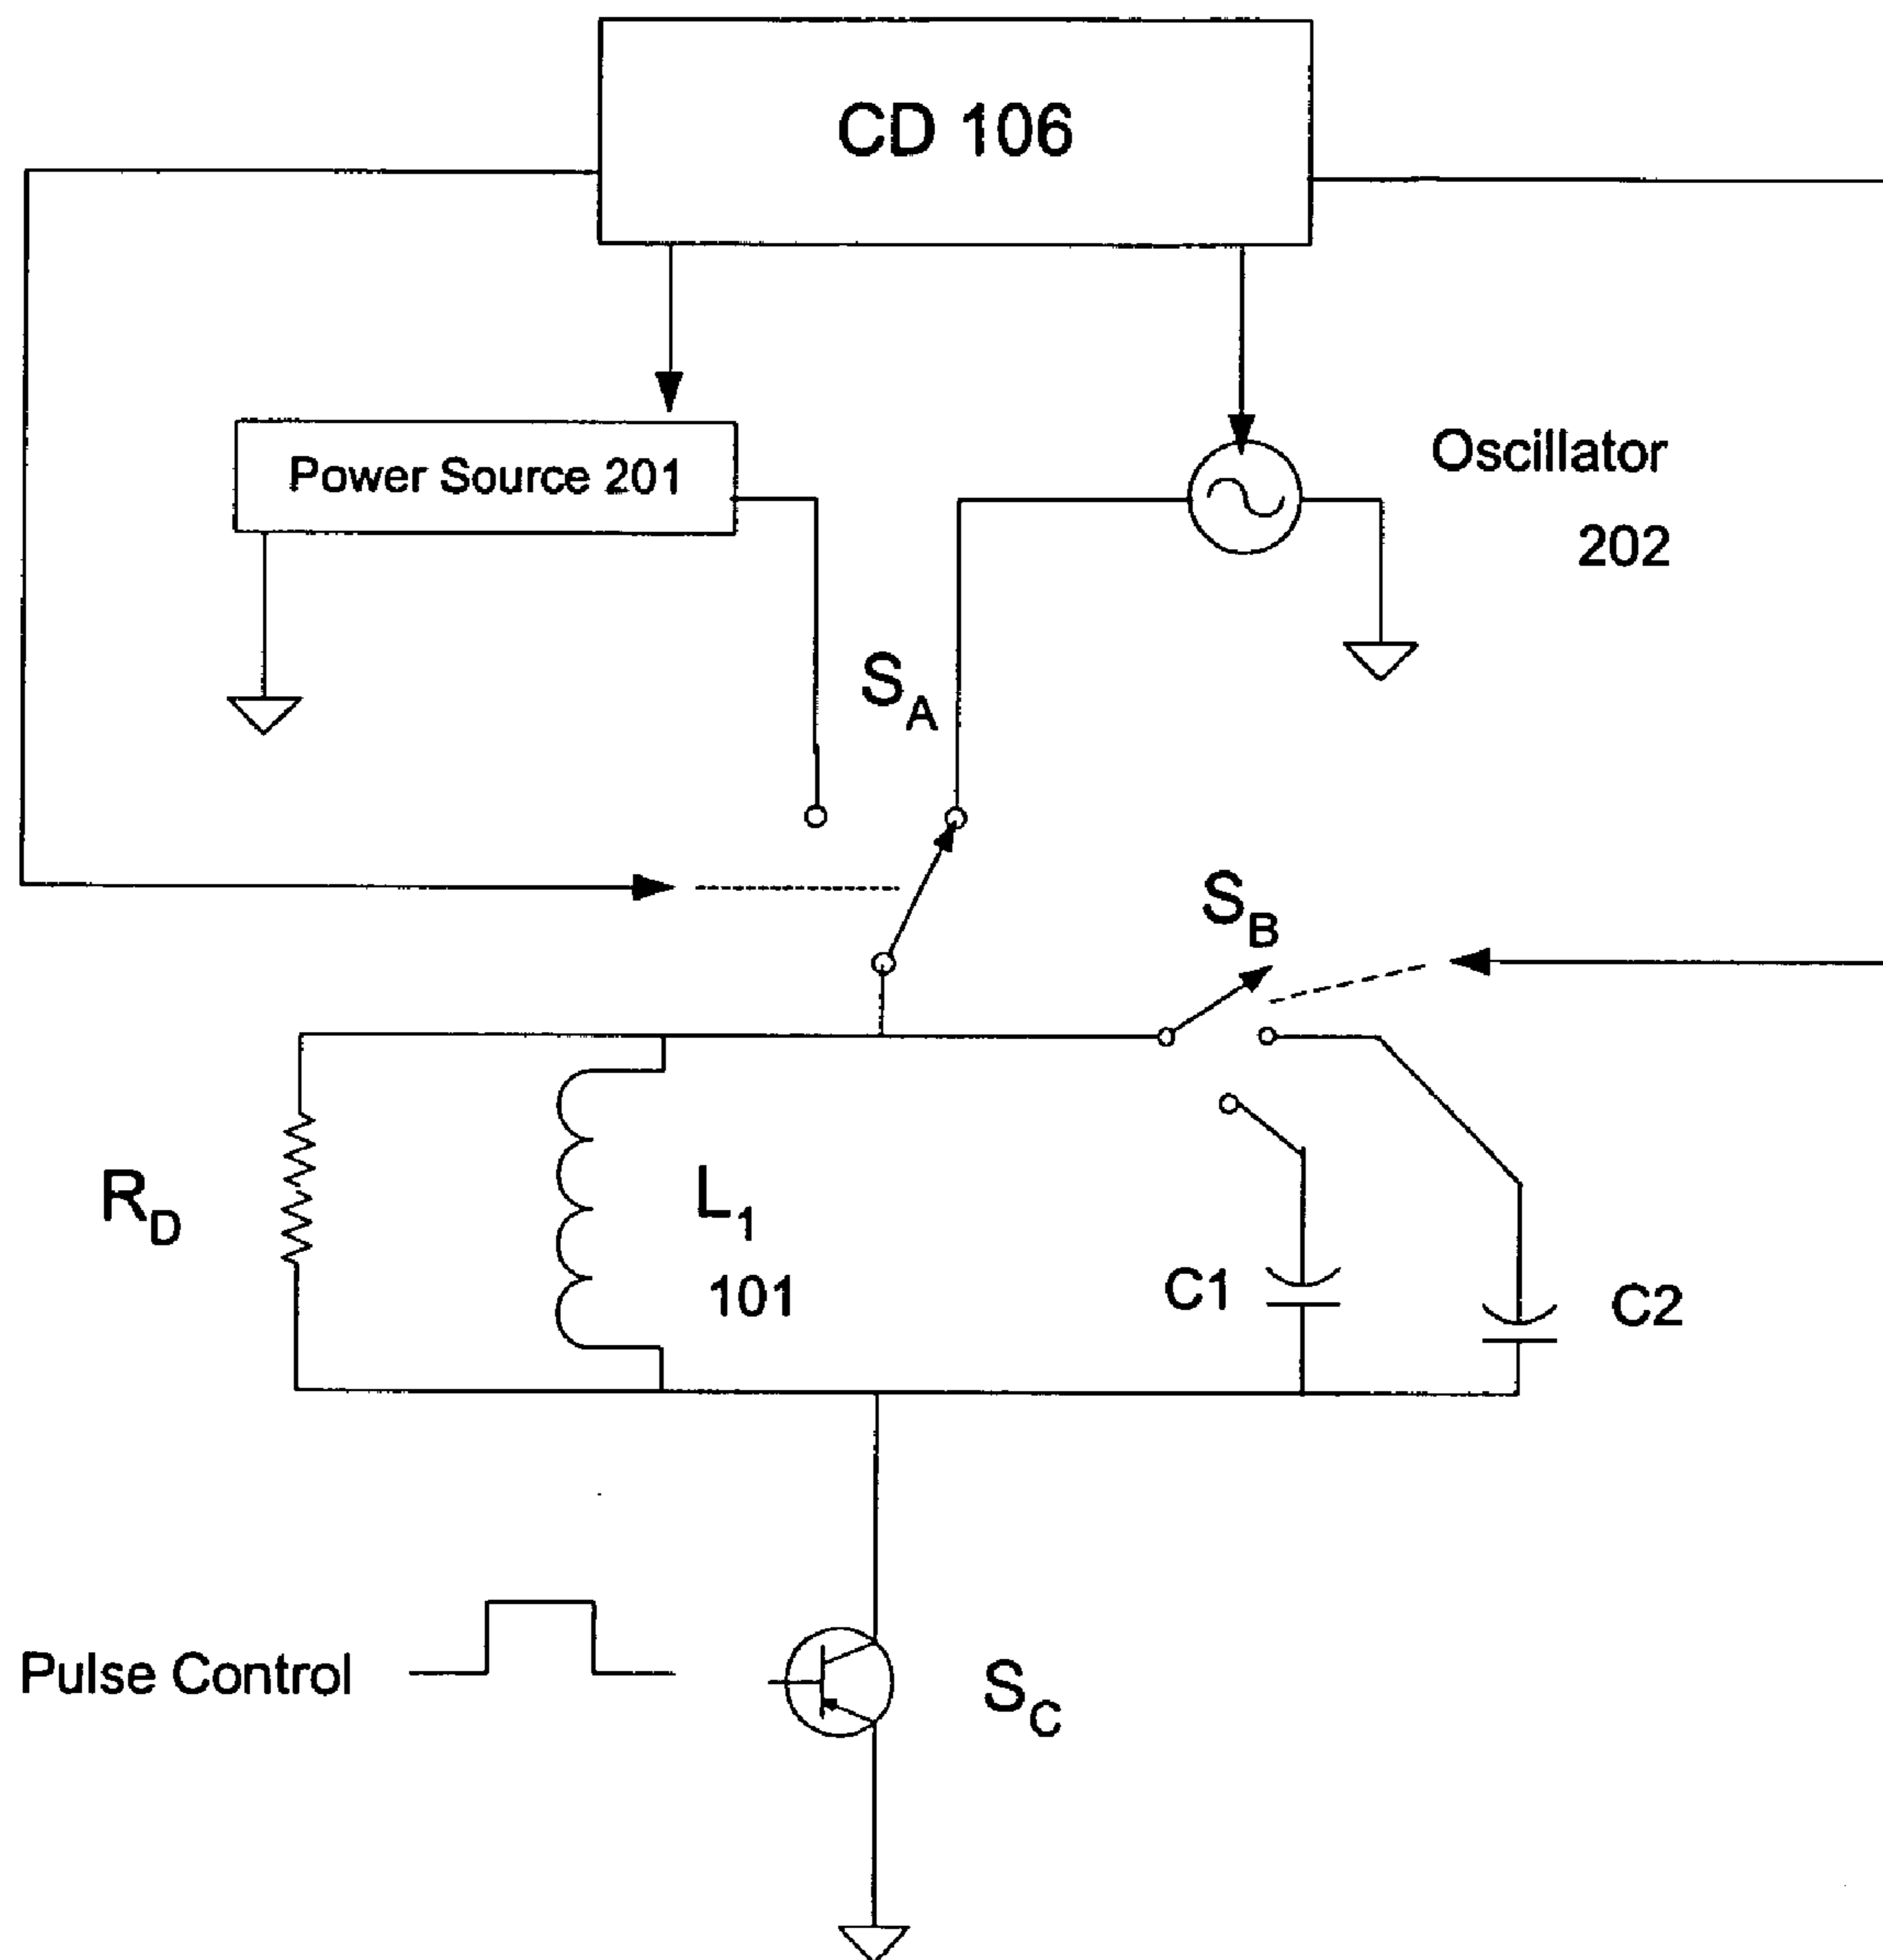 CD 106
Power Source 201
Oscillator
202
S_A
S_B
R_D
L_1
101
C1
C2
Pulse Control
S_C